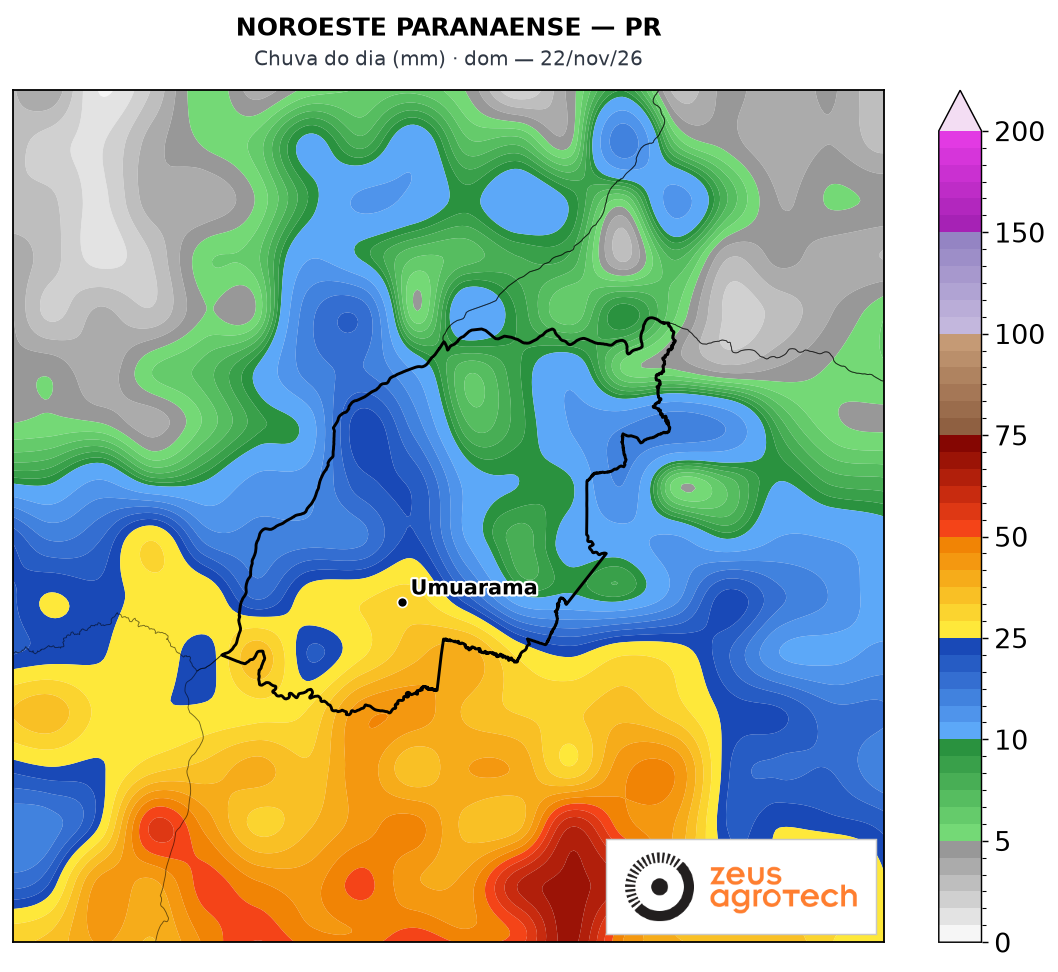 NOROESTE PARANAENSE — PR
Chuva do dia (mm) · dom — 22/nov/26
200
150
100
75
50
25
10
5
0
Umuarama
zeus
agrotech